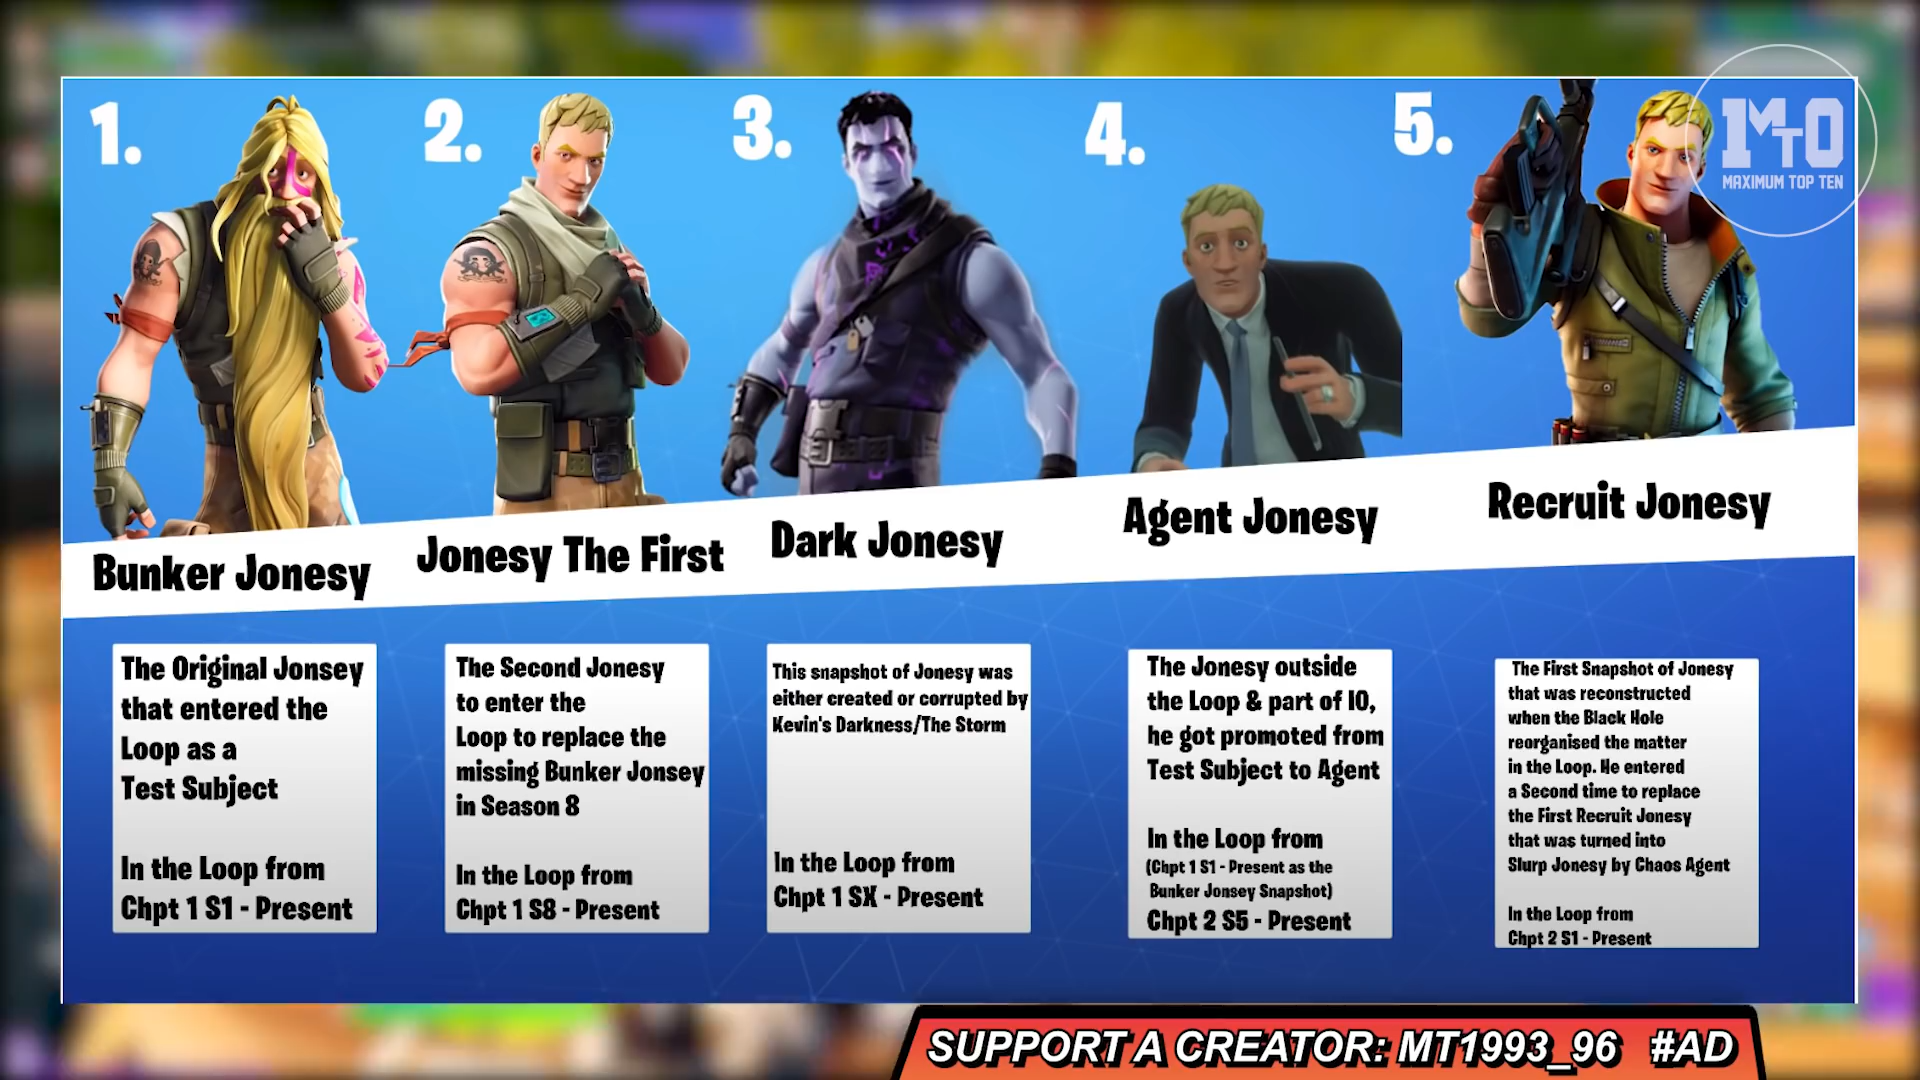 1.
2.
3.
4.
5.
1MTO
MAXIMUM TOP TEN
Bunker Jonesy
Jonesy The First
Dark Jonesy
Agent Jonesy
Recruit Jonesy
The Original Jonsey
that entered the
Loop as a
Test Subject
In the Loop from
Chpt 1 S1 - Present
The Second Jonesy
to enter the
Loop to replace the
missing Bunker Jonsey
in Season 8
In the Loop from
Chpt 1 S8 - Present
This snapshot of Jonesy was
either created or corrupted by
Kevin's Darkness/The Storm
In the Loop from
Chpt 1 SX - Present
The Jonesy outside
the Loop & part of IO,
he got promoted from
Test Subject to Agent
In the Loop from
(Chpt 1 S1 - Present as the
Bunker Jonsey Snapshot)
Chpt 2 S5 - Present
The First Snapshot of Jonesy
that was reconstructed
when the Black Hole
reorganised the matter
in the Loop. He entered
a Second time to replace
the First Recruit Jonesy
that was turned into
Slurp Jonesy by Chaos Agent
In the Loop from
Chpt 2 S1 - Present
SUPPORT A CREATOR: MT1993_96 #AD